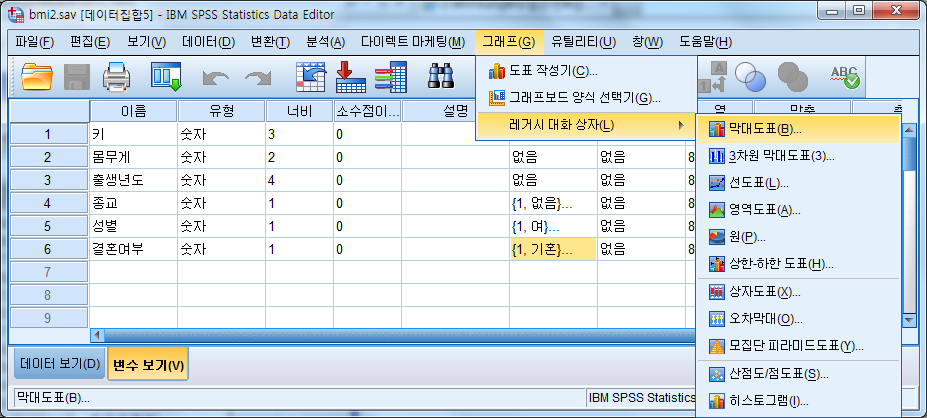 bmi2.sav [데이터집합5] - IBM SPSS Statistics Data Editor
파일(F) 편집(E) 보기(V) 데이터(D) 변환(T) 분석(A) 다이렉트 마케팅(M) 그래프(G) 유틸리티(U) 창(W) 도움말(H)
도표 작성기(C)...
그래프보드 양식 선택기(G)...
레거시 대화 상자(L)
이름 유형 너비 소수점이... 설명
1 키 숫자 3 0
2 몸무게 숫자 2 0 없음 없음 8
3 출생년도 숫자 4 0 없음 없음 8
4 종교 숫자 1 0 {1, 없음}... 없음 8
5 성별 숫자 1 0 {1, 여}... 없음 8
6 결혼여부 숫자 1 0 {1, 기혼}... 없음 8
7
8
9
막대도표(B)...
3차원 막대도표(3)...
선도표(L)...
영역도표(A)...
원(P)...
상한-하한 도표(H)...
상자도표(X)...
오차막대(O)...
모집단 피라미드도표(Y)...
산점도/점도표(S)...
히스토그램(I)...
데이터 보기(D) 변수 보기(V)
막대도표(B)... IBM SPSS Statistics